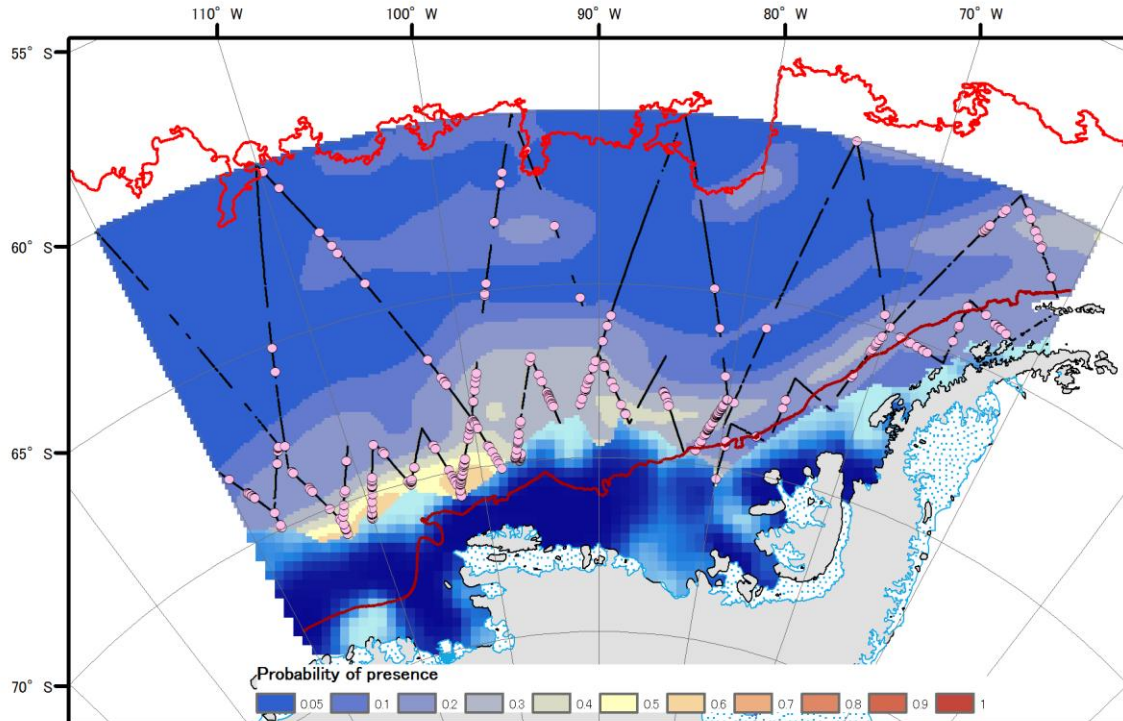 110° W 100° W 90° W 80° W 70° W
55° S
60° S
65° S
70° S
Probability of presence
0.05 0.1 0.2 0.3 0.4 0.5 0.6 0.7 0.8 0.9 1